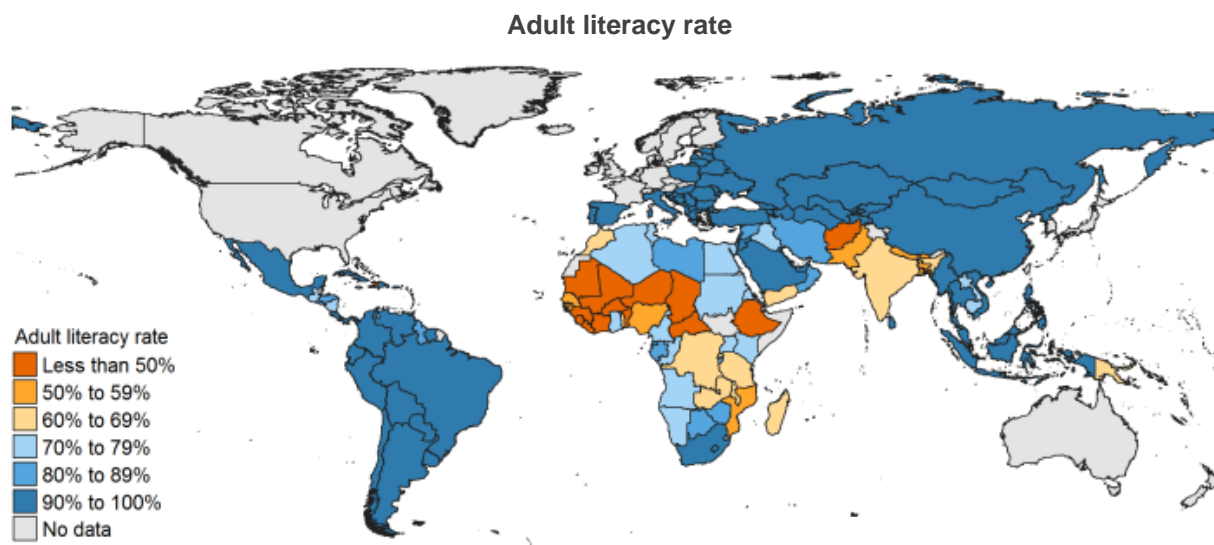 Adult literacy rate
Adult literacy rate
Less than 50%
50% to 59%
60% to 69%
70% to 79%
80% to 89%
90% to 100%
No data